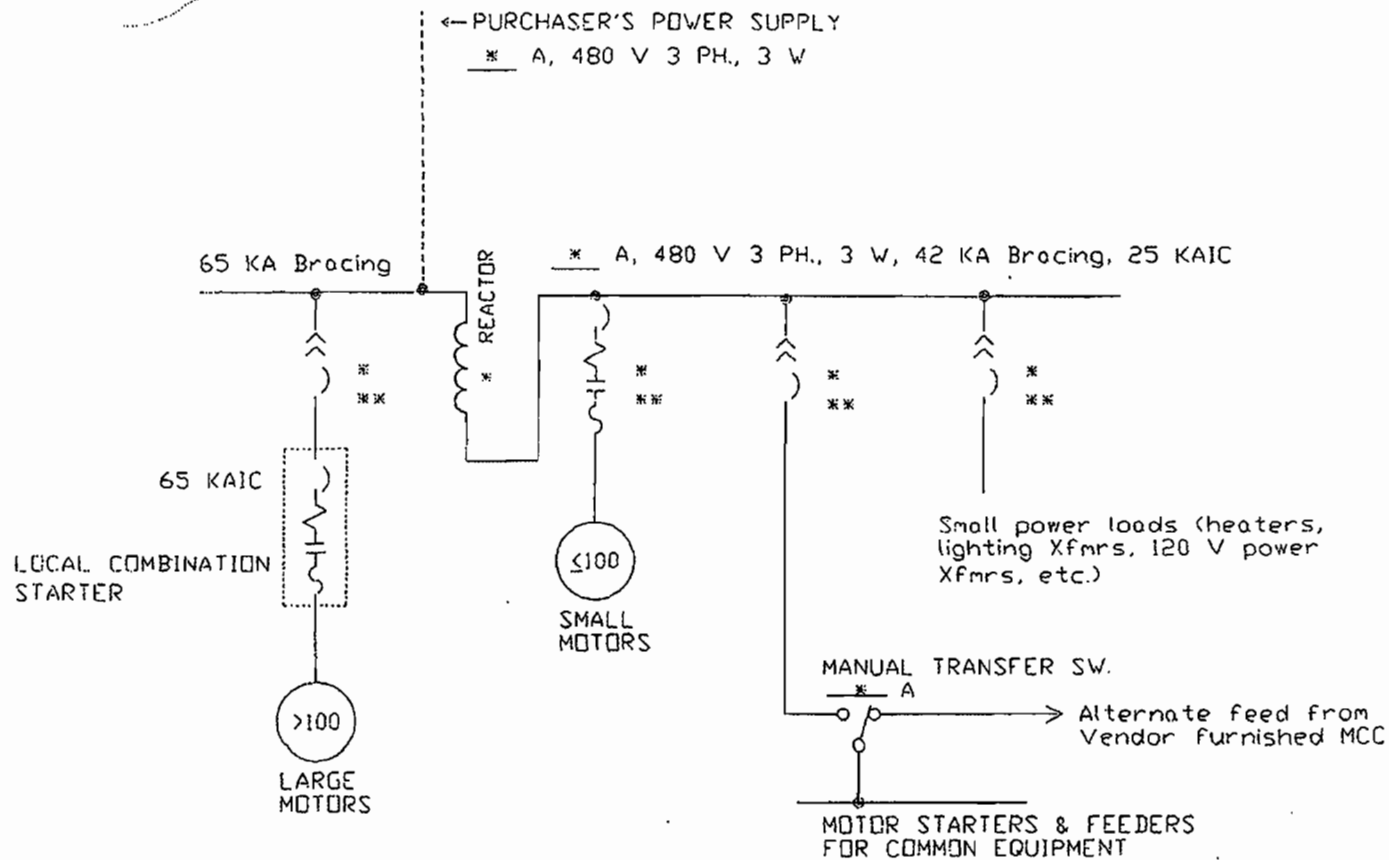 ←PURCHASER'S POWER SUPPLY
* A, 480 V 3 PH., 3 W
65 KA Bracing
REACTOR
*
* A, 480 V 3 PH., 3 W, 42 KA Bracing, 25 KAIC
*
**
*
**
*
**
*
**
65 KAIC
LOCAL COMBINATION
STARTER
>100
LARGE
MOTORS
≤100
SMALL
MOTORS
Small power loads (heaters,
lighting Xfmrs, 120 V power
Xfmrs, etc.)
MANUAL TRANSFER SW.
* A
Alternate feed from
Vendor furnished MCC
MOTOR STARTERS & FEEDERS
FOR COMMON EQUIPMENT